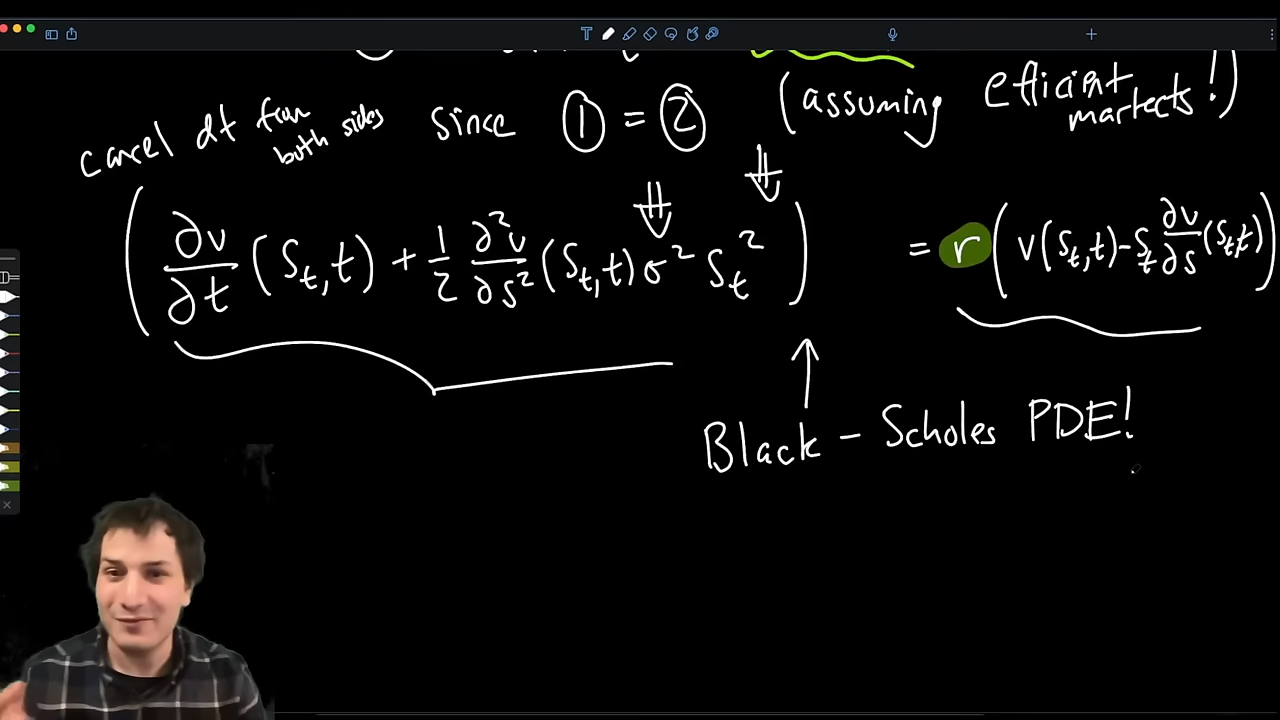 cancel dt from both sides since ① = ② (assuming efficient markects!)
( ∂v/∂t (S_t, t) + 1/2 ∂²v/∂s² (S_t, t) σ² S_t² ) = r ( v(S_t, t) - S_t ∂v/∂s (S_t, t) )
Black - Scholes PDE!